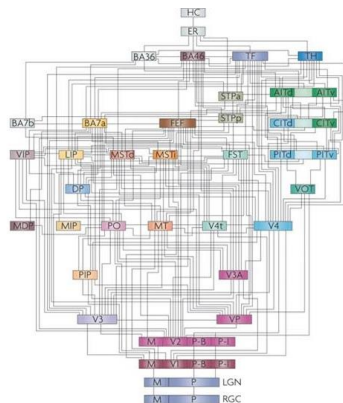 HC
ER
BA36 BA46 TF TH
STPa AITd AITv
BA7b BA7a FEF STPp CITd CITv
VIP LIP MSTd MSTl FST PITd PITv
DP VOT
MDP MIP PO MT V4t V4
PIP V3A
V3 VP
M V2 P-B P-I
M V1 P-B P-I
M P LGN
M P RGC